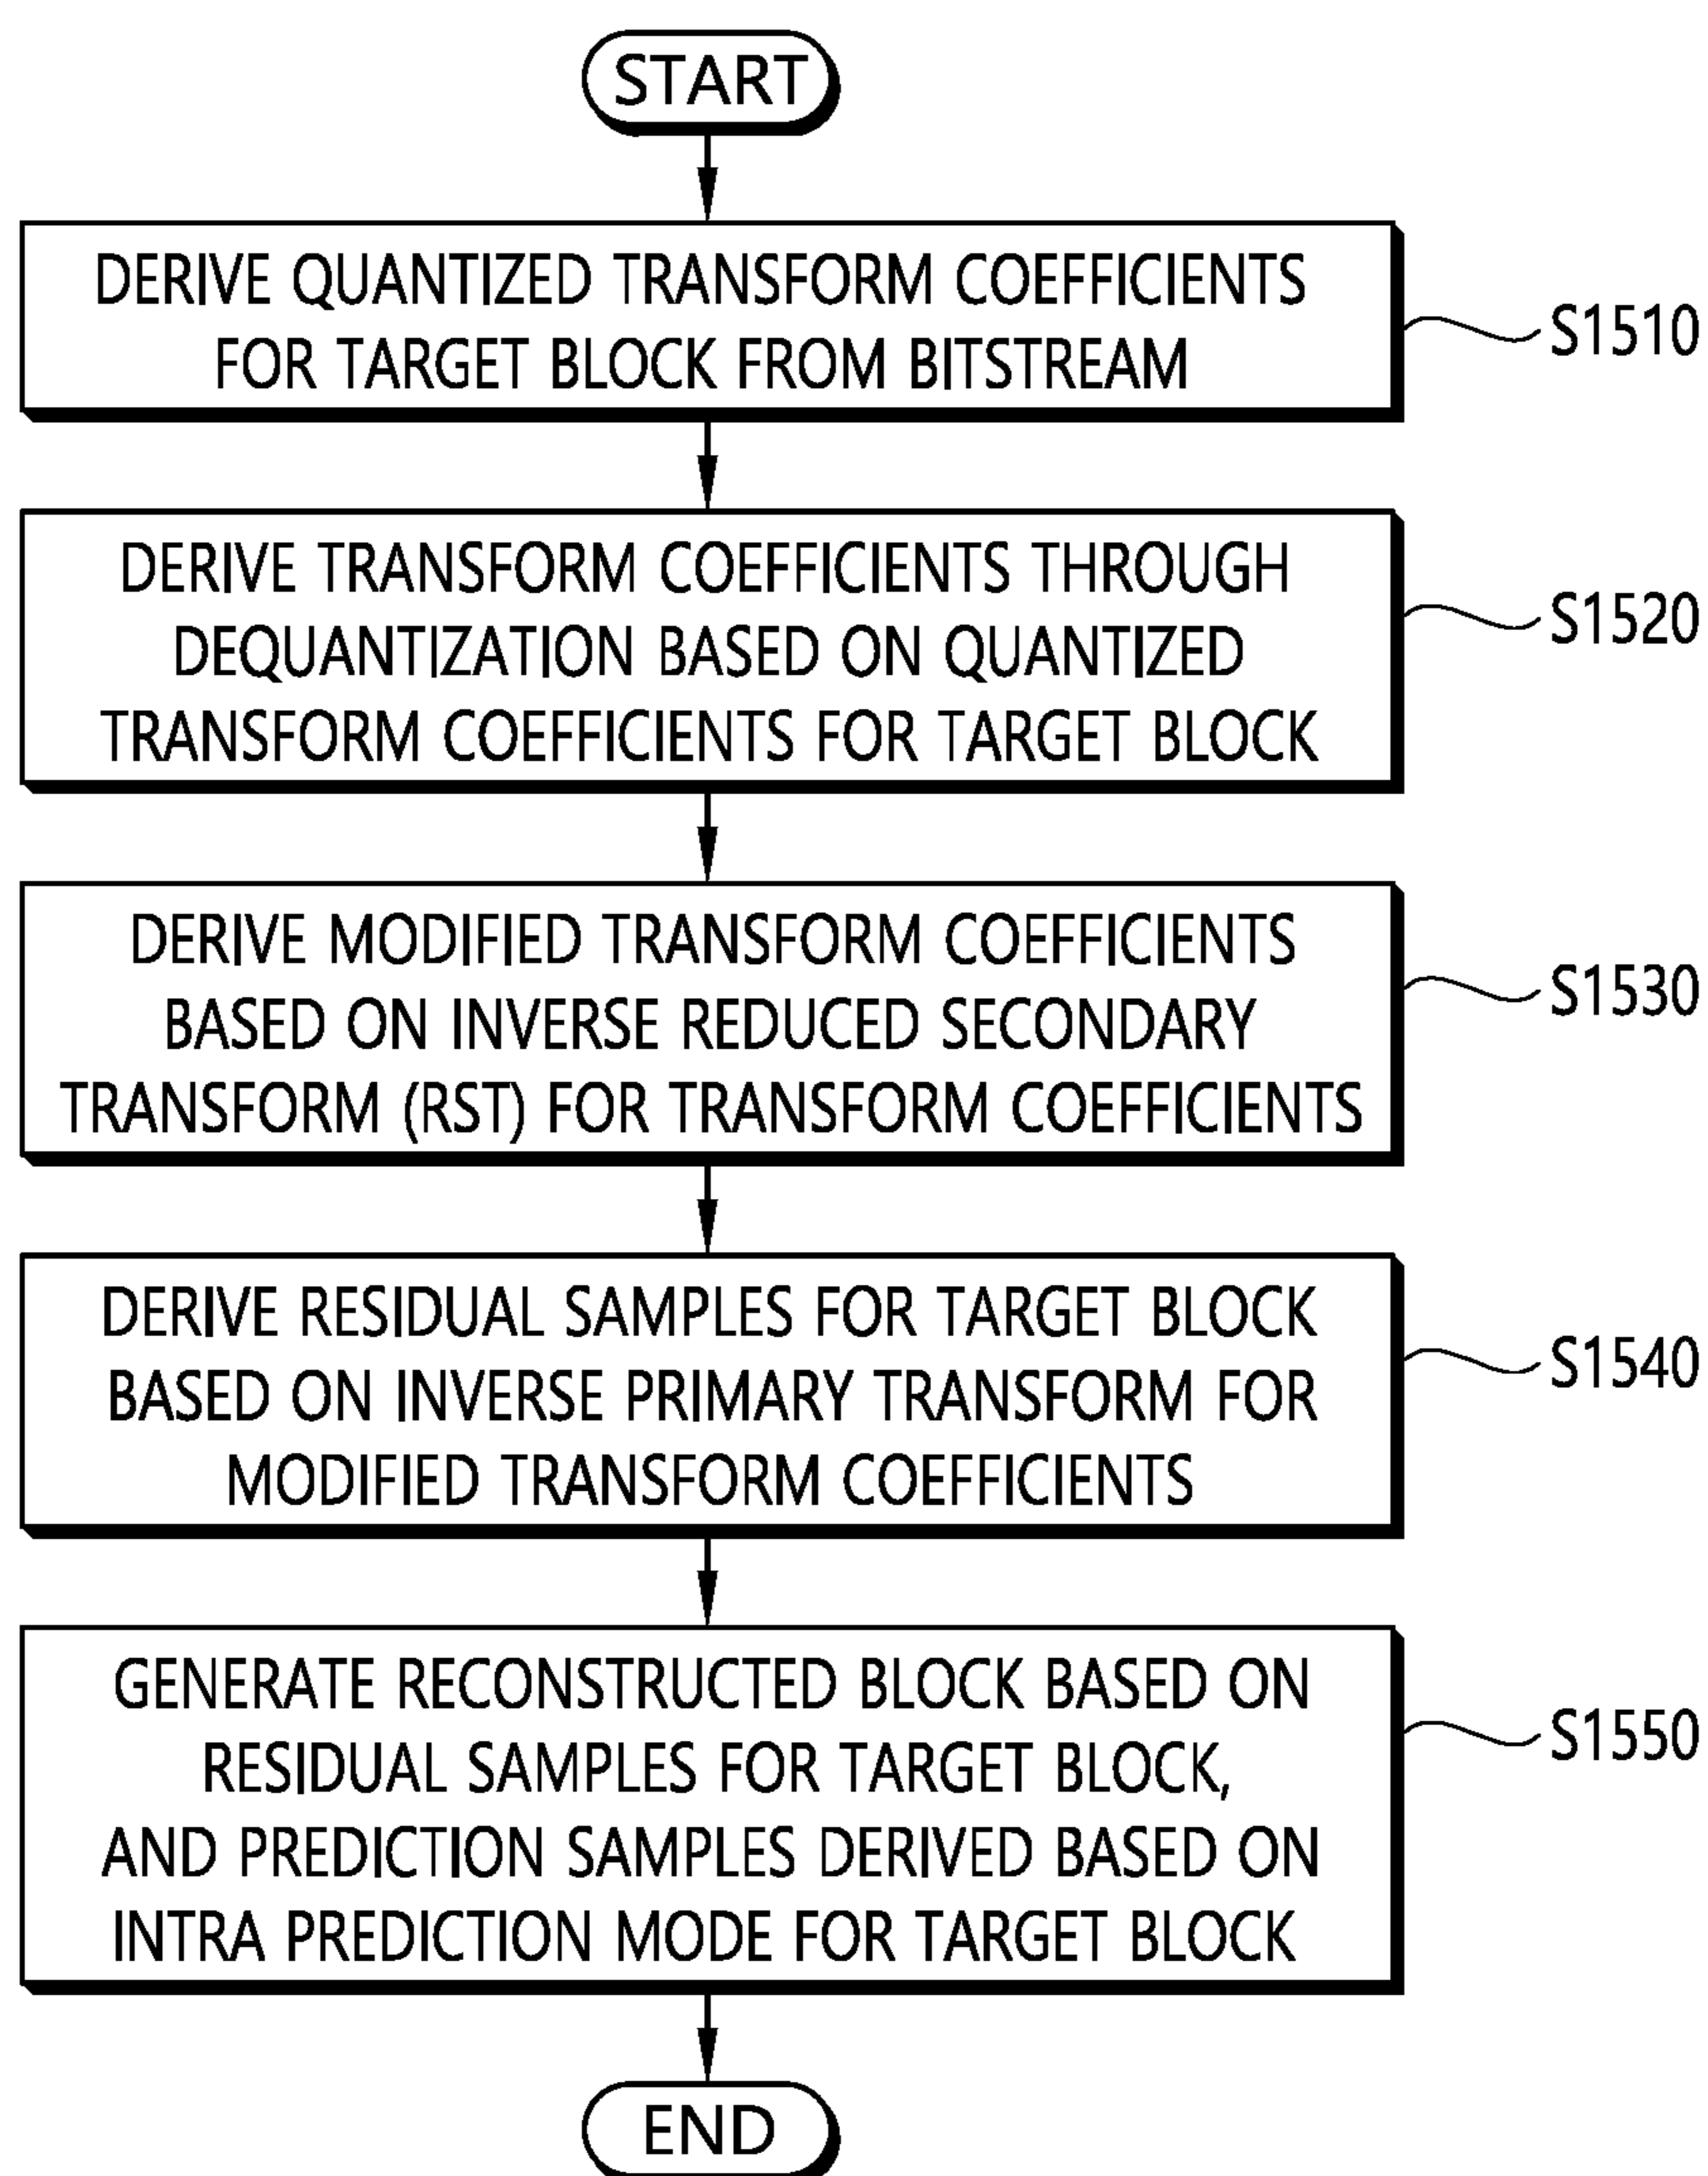 START
DERIVE QUANTIZED TRANSFORM COEFFICIENTS
FOR TARGET BLOCK FROM BITSTREAM
S1510
DERIVE TRANSFORM COEFFICIENTS THROUGH
DEQUANTIZATION BASED ON QUANTIZED
TRANSFORM COEFFICIENTS FOR TARGET BLOCK
S1520
DERIVE MODIFIED TRANSFORM COEFFICIENTS
BASED ON INVERSE REDUCED SECONDARY
TRANSFORM (RST) FOR TRANSFORM COEFFICIENTS
S1530
DERIVE RESIDUAL SAMPLES FOR TARGET BLOCK
BASED ON INVERSE PRIMARY TRANSFORM FOR
MODIFIED TRANSFORM COEFFICIENTS
S1540
GENERATE RECONSTRUCTED BLOCK BASED ON
RESIDUAL SAMPLES FOR TARGET BLOCK,
AND PREDICTION SAMPLES DERIVED BASED ON
INTRA PREDICTION MODE FOR TARGET BLOCK
S1550
END